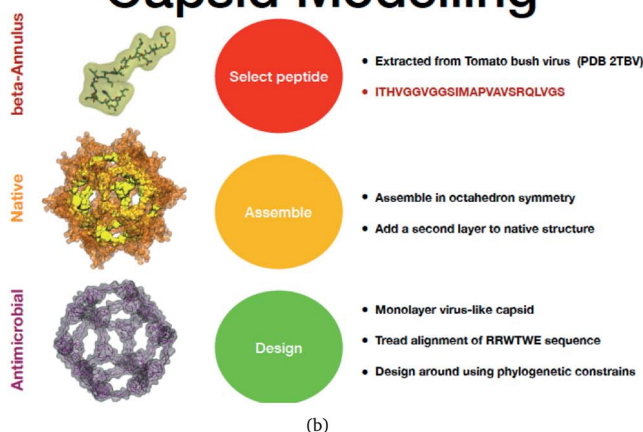 Capsid Modelling
beta-Annulus
Select peptide
• Extracted from Tomato bush virus (PDB 2TBV)
• ITHVGGVGGSIMAPVAVSRQLVGS
Native
Assemble
• Assemble in octahedron symmetry
• Add a second layer to native structure
Antimicrobial
Design
• Monolayer virus-like capsid
• Tread alignment of RRWTWE sequence
• Design around using phylogenetic constrains
(b)